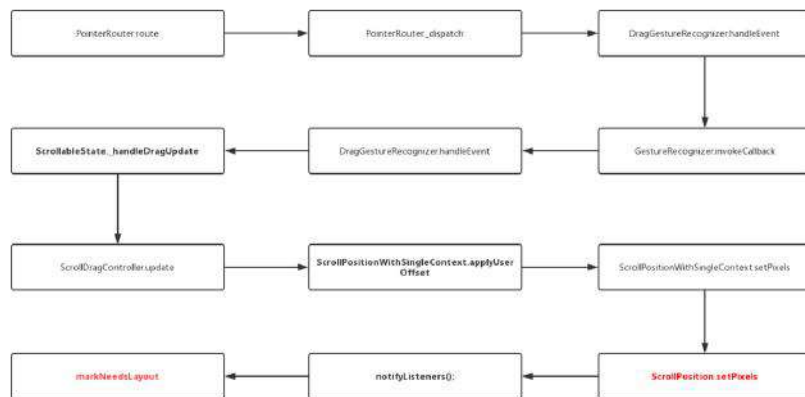 PointerRouter.route
PointerRouter._dispatch
DragGestureRecognizer.handleEvent
ScrollableState._handleDragUpdate
DragGestureRecognizer.handleEvent
GestureRecognizer.invokeCallback
ScrollDragController.update
ScrollPositionWithSingleContext.applyUser
Offset
ScrollPositionWithSingleContext.setPixels
markNeedsLayout
notifyListeners();
ScrollPosition.setPixels